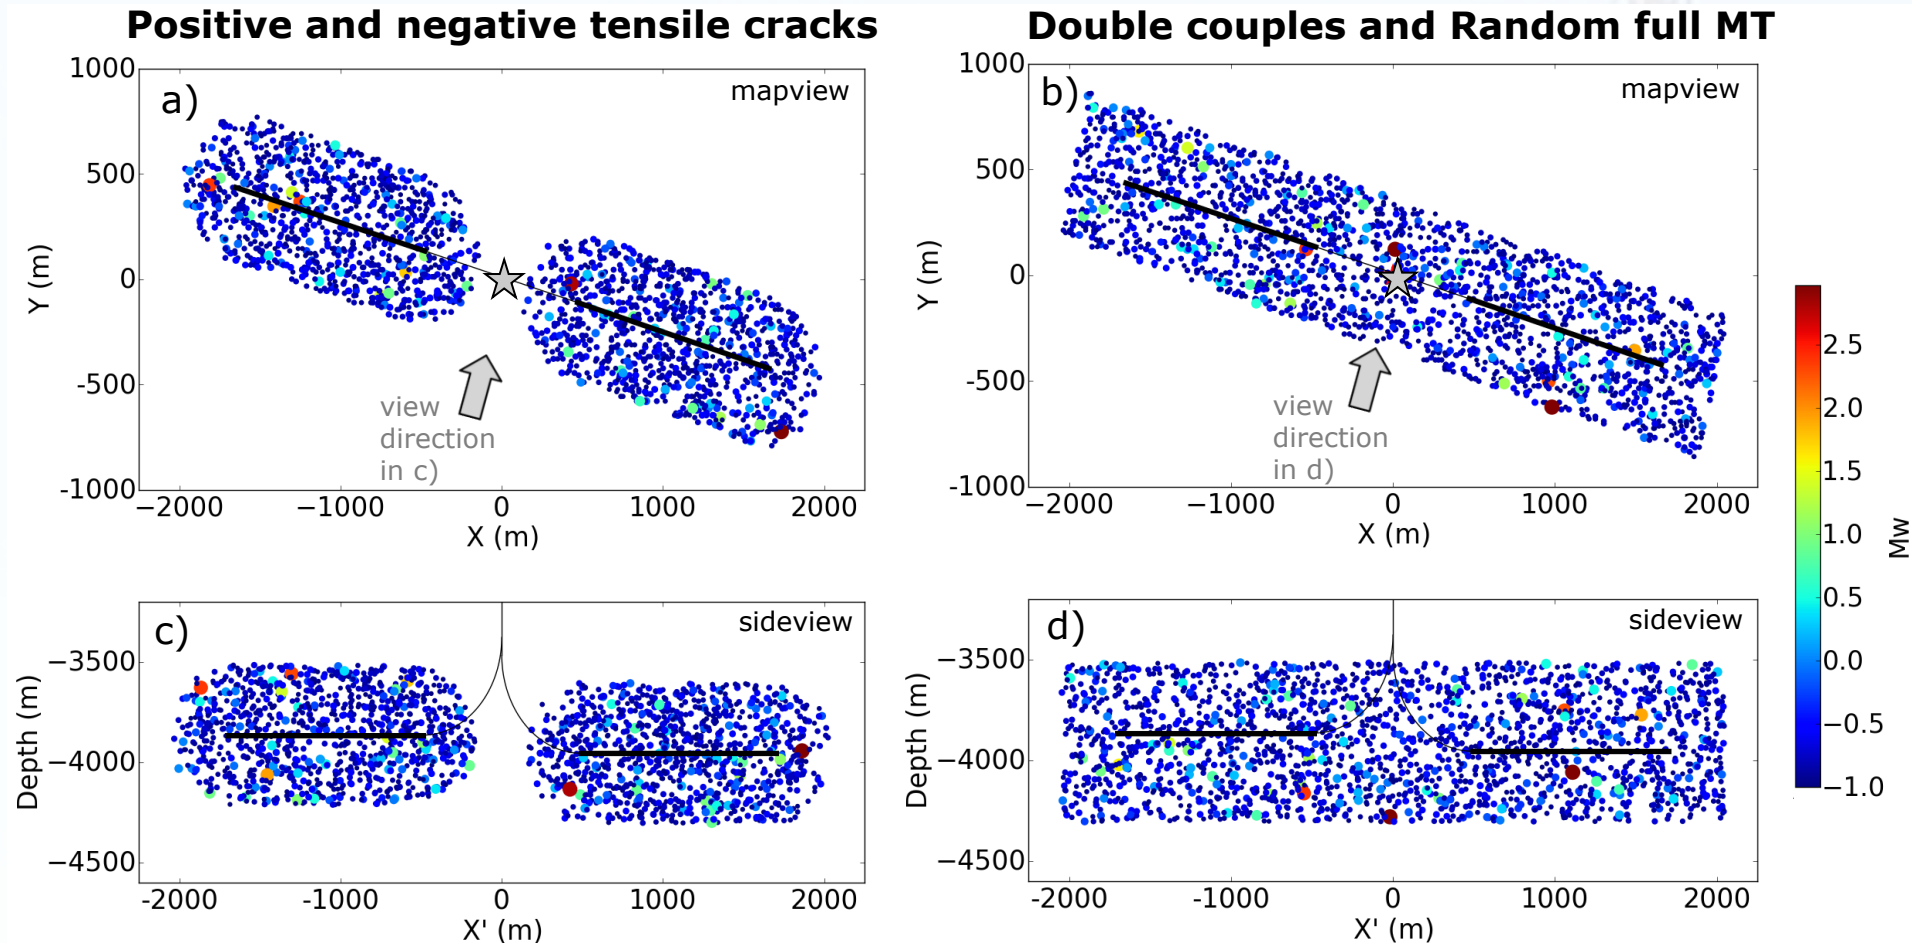 Positive and negative tensile cracks
Double couples and Random full MT
a)
mapview
1000
500
0
-500
-1000
Y (m)
−2000
−1000
0
1000
2000
X (m)
view
direction
in c)
b)
mapview
1000
500
0
−500
-1000
Y (m)
−2000
−1000
0
1000
2000
X (m)
view
direction
in d)
c)
sideview
−3500
−4000
−4500
Depth (m)
-2000
-1000
0
1000
2000
X' (m)
d)
sideview
−3500
−4000
−4500
Depth (m)
-2000
-1000
0
1000
2000
X' (m)
2.5
2.0
1.5
1.0
0.5
0.0
−0.5
−1.0
Mw